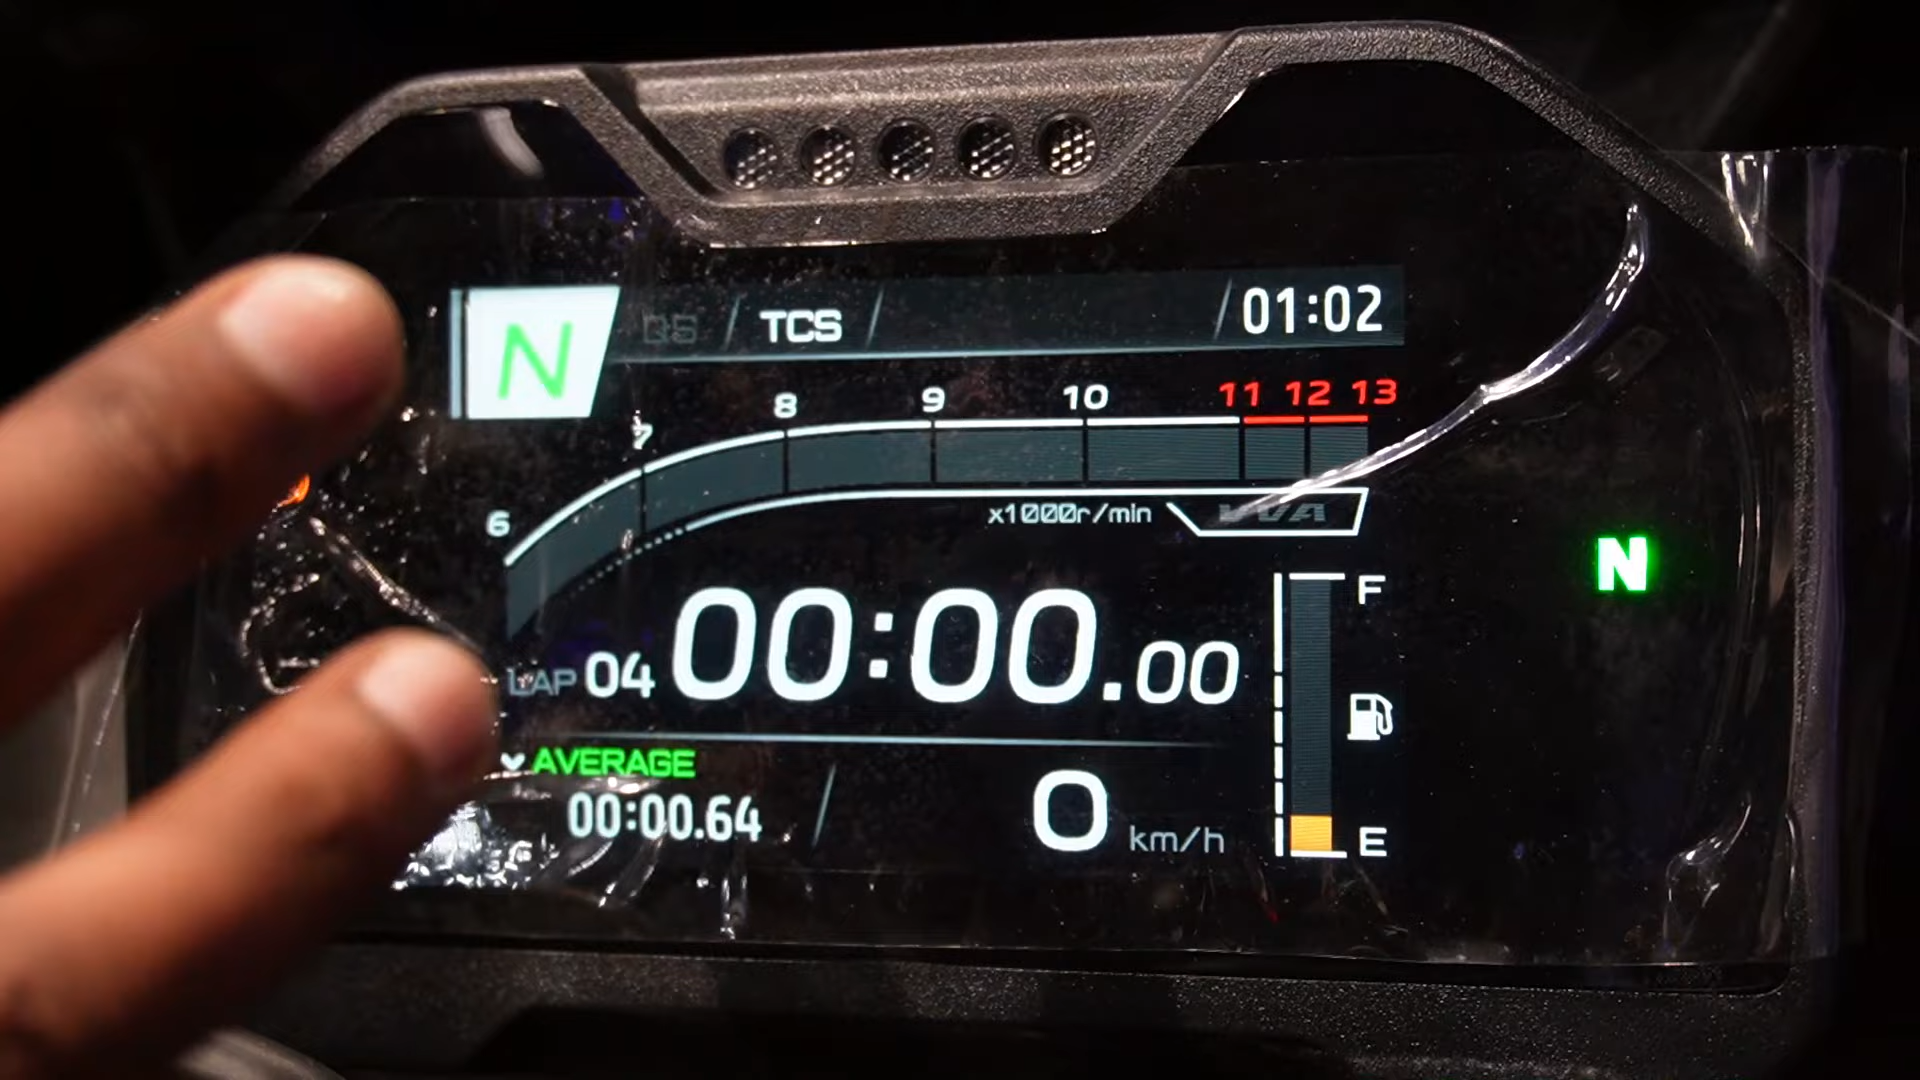 N QS TCS 01:02
6 7 8 9 10 11 12 13
x1000r/min VVA
N
F
LAP 04 00:00.00
AVERAGE
00:00.64
0 km/h
E